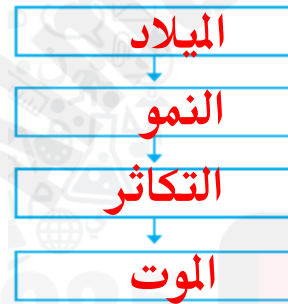 الميلاد
النمو
التكاثر
الموت